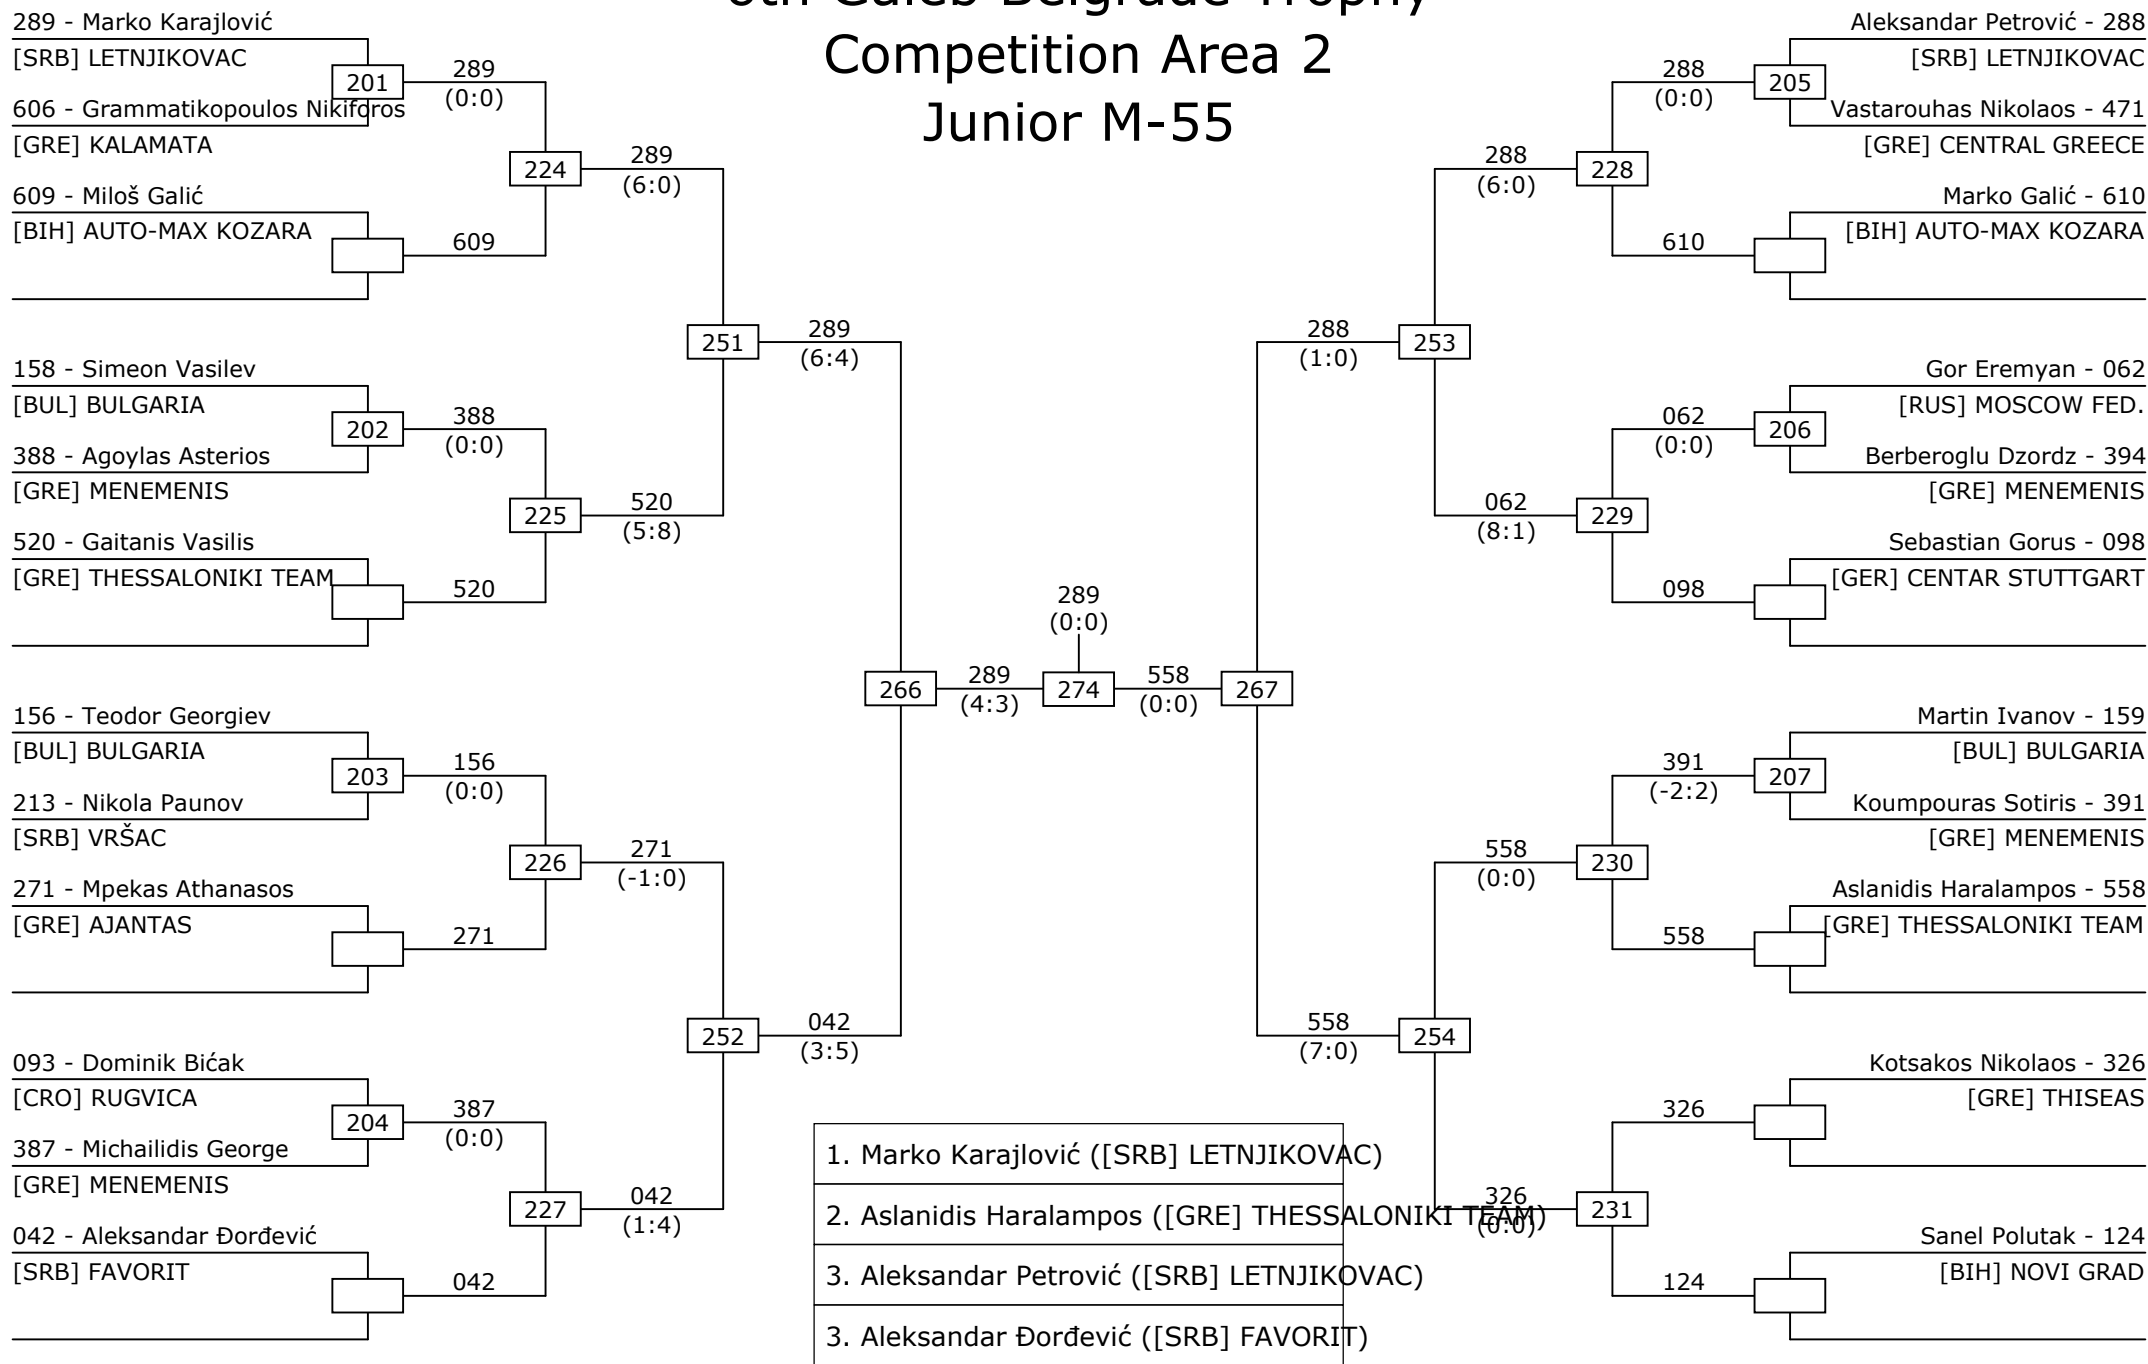 6th Galeb Belgrade Trophy
Competition Area 2
Junior M-55
289 - Marko Karajlović
[SRB] LETNJIKOVAC
201
289
(0:0)
606 - Grammatikopoulos Nikiforos
[GRE] KALAMATA
224
289
(6:0)
609 - Miloš Galić
[BIH] AUTO-MAX KOZARA
609
251
289
(6:4)
158 - Simeon Vasilev
[BUL] BULGARIA
202
388
(0:0)
388 - Agoylas Asterios
[GRE] MENEMENIS
225
520
(5:8)
520 - Gaitanis Vasilis
[GRE] THESSALONIKI TEAM
520
266
289
(4:3)
274
289
(0:0)
558
(0:0)
267
156 - Teodor Georgiev
[BUL] BULGARIA
203
156
(0:0)
213 - Nikola Paunov
[SRB] VRŠAC
226
271
(-1:0)
271 - Mpekas Athanasos
[GRE] AJANTAS
271
252
042
(3:5)
093 - Dominik Bićak
[CRO] RUGVICA
204
387
(0:0)
387 - Michailidis George
[GRE] MENEMENIS
227
042
(1:4)
042 - Aleksandar Đorđević
[SRB] FAVORIT
042
Aleksandar Petrović - 288
[SRB] LETNJIKOVAC
288
(0:0)
205
Vastarouhas Nikolaos - 471
[GRE] CENTRAL GREECE
288
(6:0)
228
Marko Galić - 610
[BIH] AUTO-MAX KOZARA
610
288
(1:0)
253
Gor Eremyan - 062
[RUS] MOSCOW FED.
062
(0:0)
206
Berberoglu Dzordz - 394
[GRE] MENEMENIS
062
(8:1)
229
Sebastian Gorus - 098
[GER] CENTAR STUTTGART
098
Martin Ivanov - 159
[BUL] BULGARIA
391
(-2:2)
207
Koumpouras Sotiris - 391
[GRE] MENEMENIS
558
(0:0)
230
Aslanidis Haralampos - 558
[GRE] THESSALONIKI TEAM
558
558
(7:0)
254
Kotsakos Nikolaos - 326
[GRE] THISEAS
326
326
(0:0)
231
Sanel Polutak - 124
[BIH] NOVI GRAD
124
1. Marko Karajlović ([SRB] LETNJIKOVAC)
2. Aslanidis Haralampos ([GRE] THESSALONIKI TEAM)
3. Aleksandar Petrović ([SRB] LETNJIKOVAC)
3. Aleksandar Đorđević ([SRB] FAVORIT)